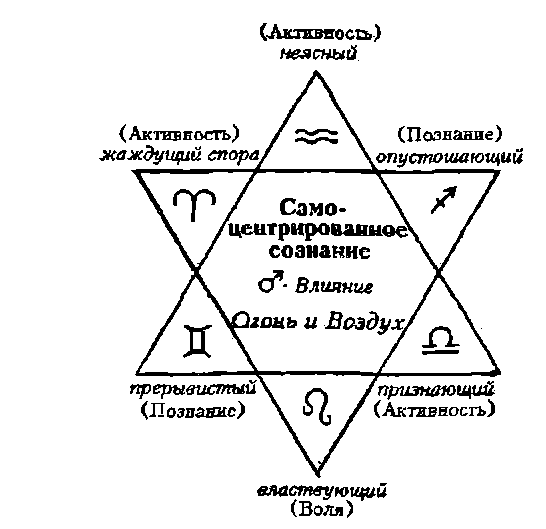 (Активность)
неясный
(Активность)
жаждущий спора
(Познание)
опустошающий
♒
♈
♐
Само-
центрированное
сознание
♂- Влияние
Огонь и Воздух
♊
♎
♌
прерывистый
(Познание)
признающий
(Активность)
властвующий
(Воля)